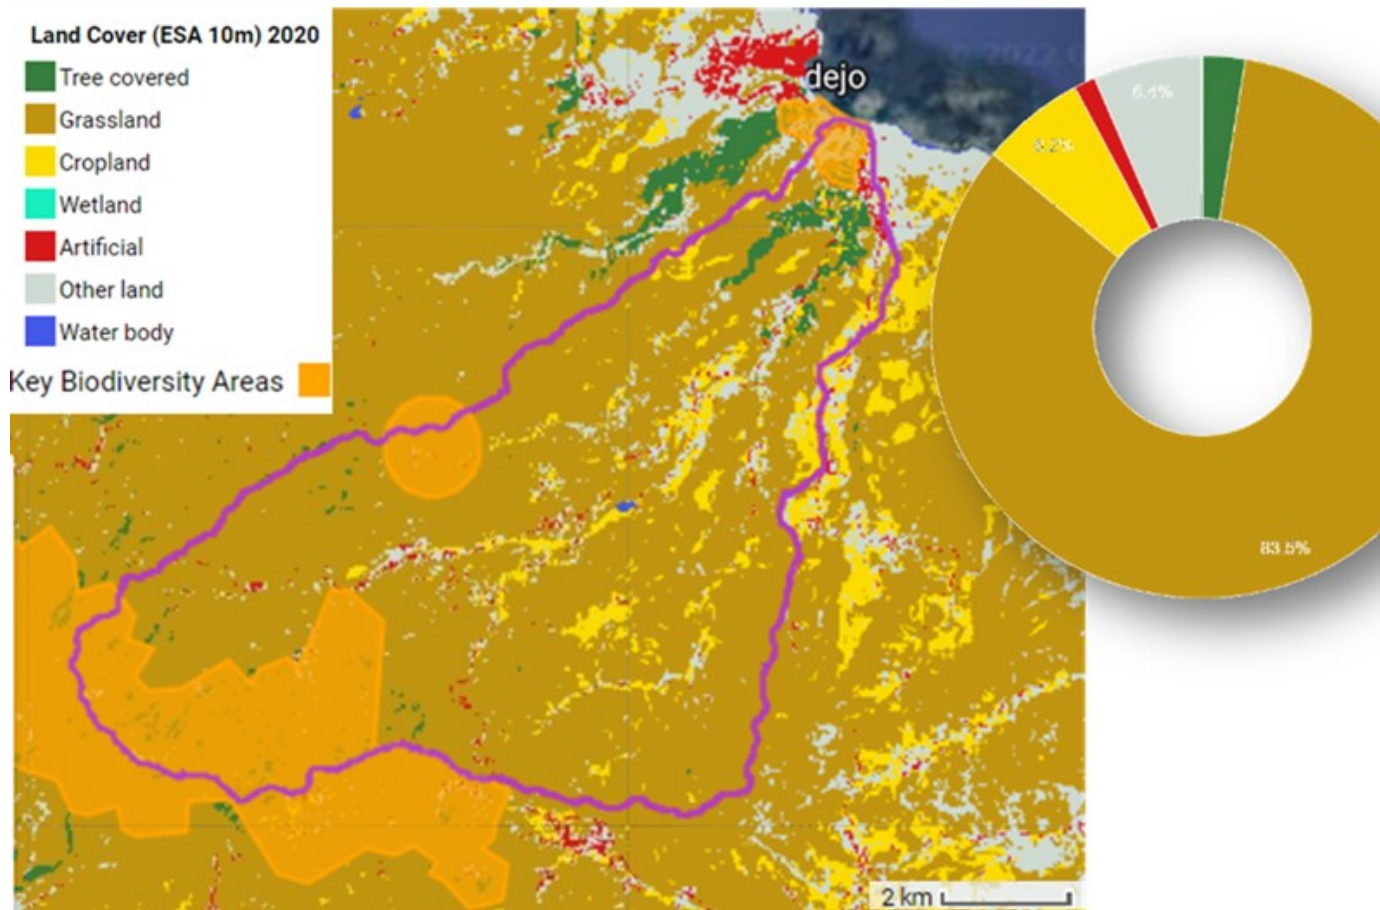 Land Cover (ESA 10m) 2020
Tree covered
Grassland
Cropland
Wetland
Artificial
Other land
Water body
Key Biodiversity Areas
dejo
6.4%
83.5%
2 km